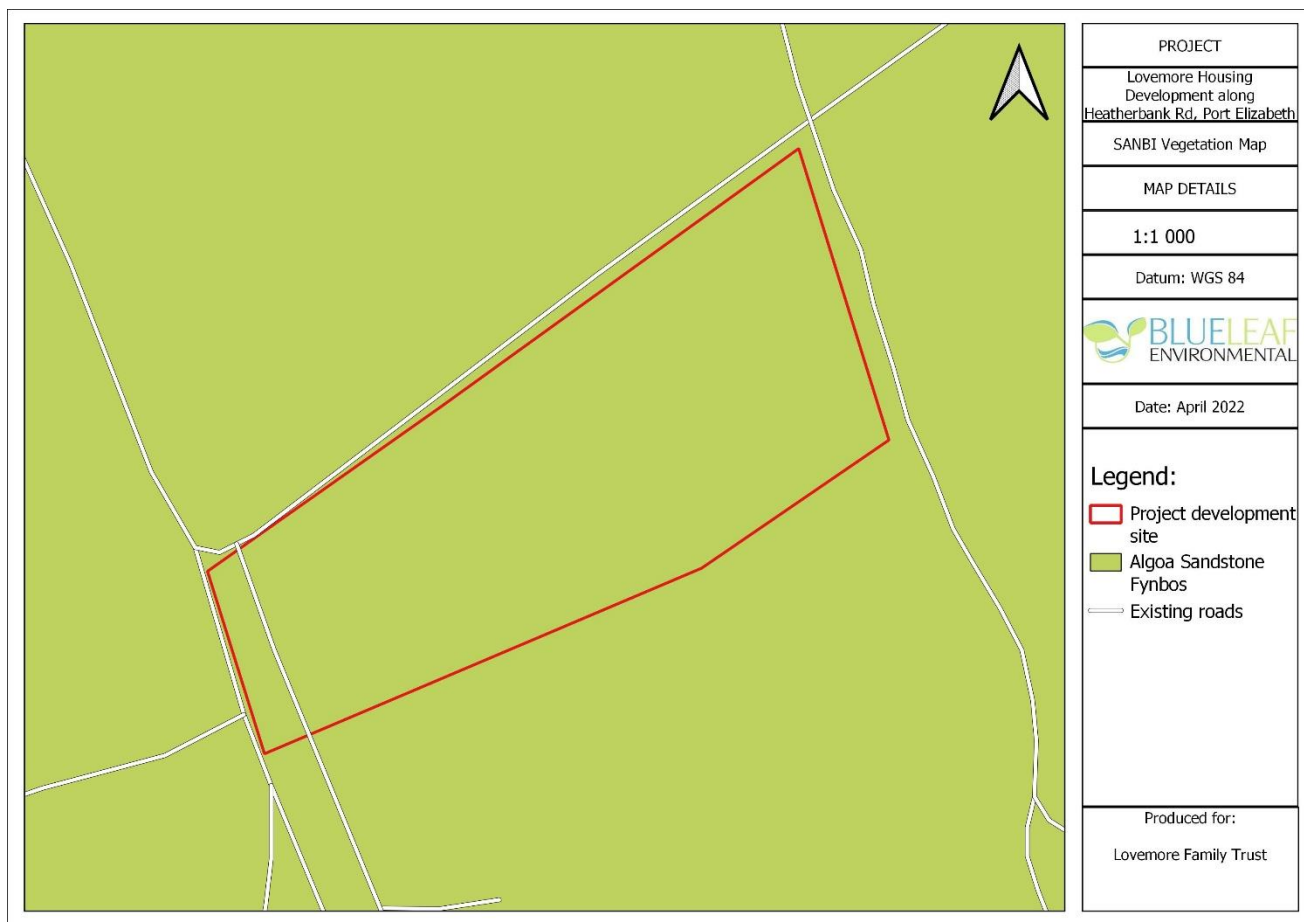 PROJECT
Lovemore Housing
Development along
Heatherbank Rd, Port Elizabeth
SANBI Vegetation Map
MAP DETAILS
1:1 000
Datum: WGS 84
BLUELEAF
ENVIRONMENTAL
Date: April 2022
Legend:
Project development
site
Algoa Sandstone
Fynbos
Existing roads
Produced for:
Lovemore Family Trust